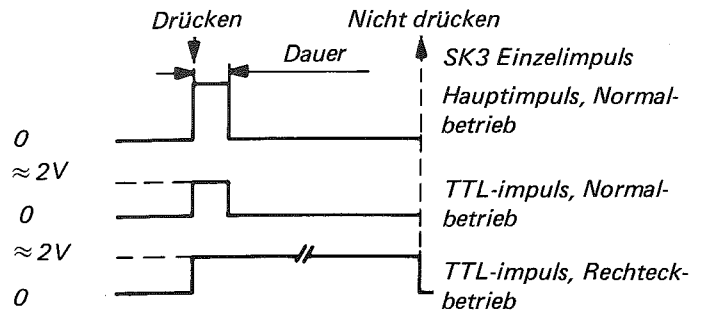 Drücken
Nicht drücken
Dauer
SK3 Einzelimpuls
Hauptimpuls, Normal-
betrieb
0
≈ 2V
TTL-impuls, Normal-
betrieb
0
≈ 2V
TTL-impuls, Rechteck-
betrieb
0